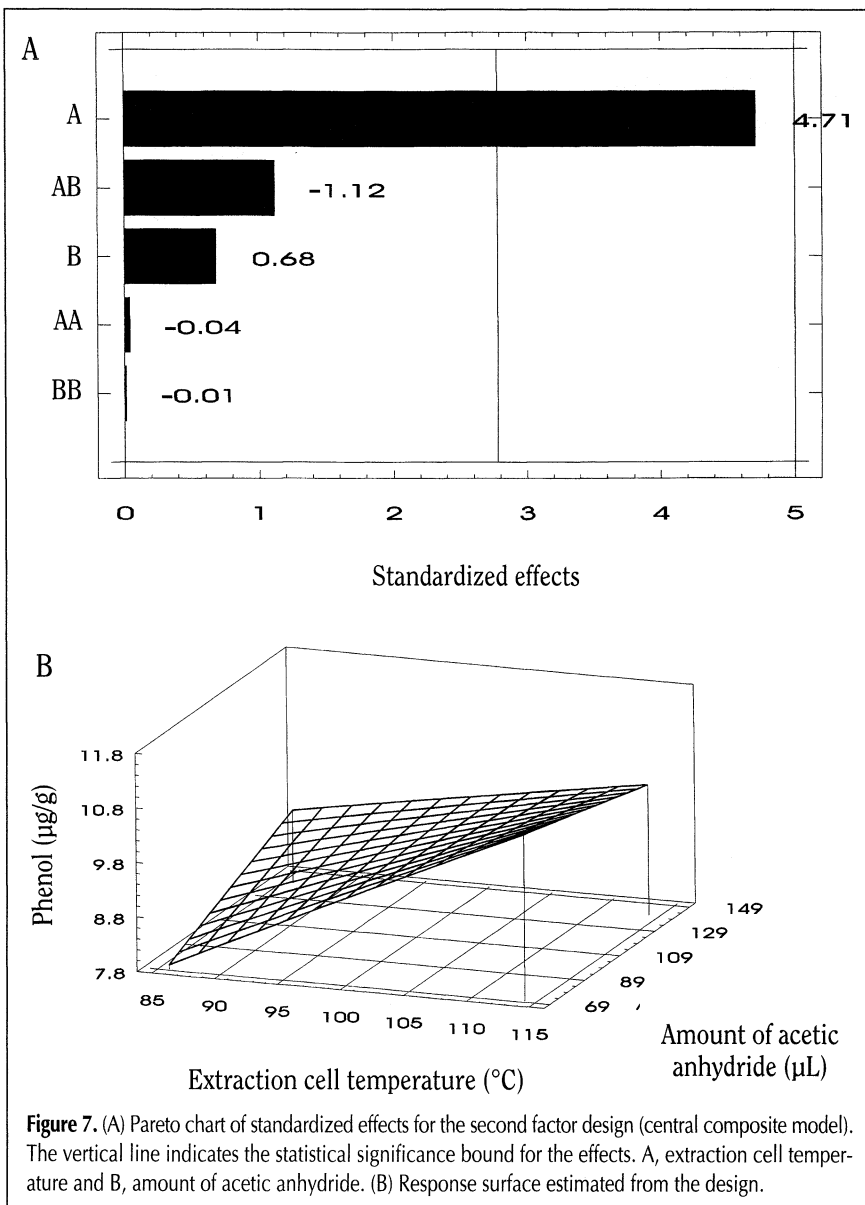 A
A
4.71
AB
-1.12
B
0.68
AA
-0.04
BB
-0.01
0 1 2 3 4 5
Standardized effects
B
11.8
10.8
9.8
8.8
7.8
Phenol (µg/g)
85 90 95 100 105 110 115
Extraction cell temperature (°C)
149
129
109
89
69
Amount of acetic
anhydride (µL)
Figure 7. (A) Pareto chart of standardized effects for the second factor design (central composite model).
The vertical line indicates the statistical significance bound for the effects. A, extraction cell temper-
ature and B, amount of acetic anhydride. (B) Response surface estimated from the design.